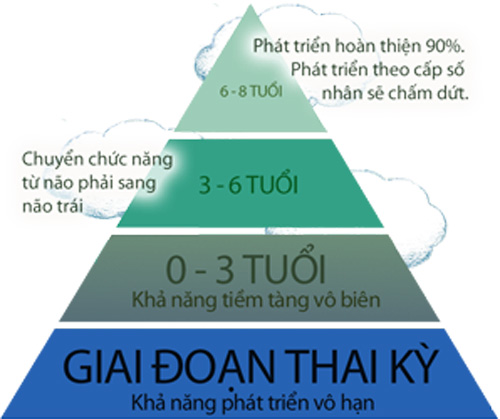 Phát triển hoàn thiện 90%.
Phát triển theo cấp số
nhân sẽ chấm dứt.
6 - 8 TUỔI
Chuyển chức năng
từ não phải sang
não trái
3 - 6 TUỔI
0 - 3 TUỔI
Khả năng tiềm tàng vô biên
GIAI ĐOẠN THAI KỲ
Khả năng phát triển vô hạn